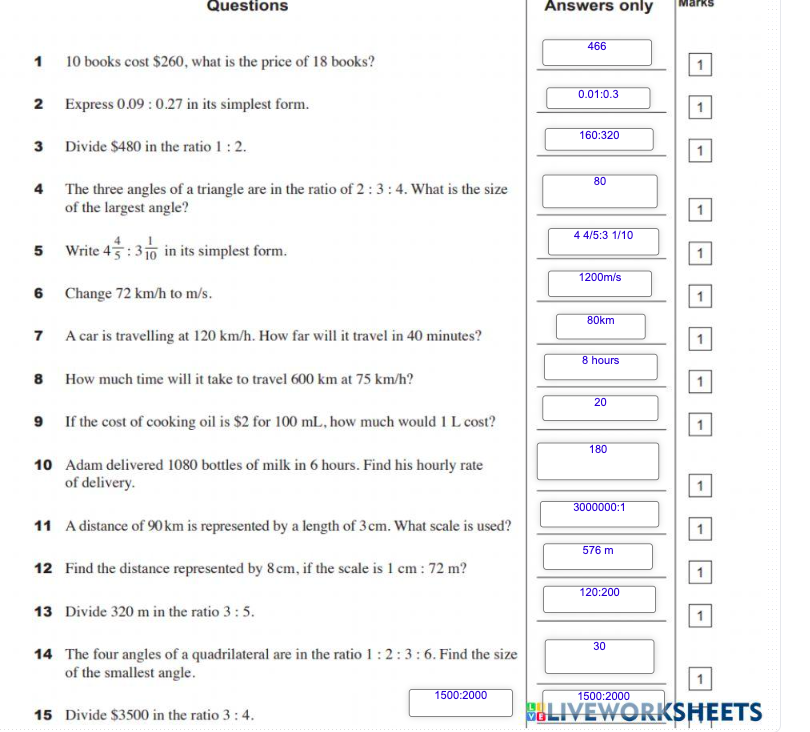 Questions Answers only Marks
1 10 books cost $260, what is the price of 18 books? 466 1
2 Express 0.09 : 0.27 in its simplest form. 0.01:0.3 1
3 Divide $480 in the ratio 1 : 2. 160:320 1
4 The three angles of a triangle are in the ratio of 2 : 3 : 4. What is the size 80
of the largest angle? 1
5 Write 4 4/5 : 3 1/10 in its simplest form. 4 4/5:3 1/10 1
6 Change 72 km/h to m/s. 1200m/s 1
7 A car is travelling at 120 km/h. How far will it travel in 40 minutes? 80km 1
8 How much time will it take to travel 600 km at 75 km/h? 8 hours 1
9 If the cost of cooking oil is $2 for 100 mL, how much would 1 L cost? 20 1
10 Adam delivered 1080 bottles of milk in 6 hours. Find his hourly rate 180
of delivery. 1
11 A distance of 90 km is represented by a length of 3 cm. What scale is used? 3000000:1 1
12 Find the distance represented by 8 cm, if the scale is 1 cm : 72 m? 576 m 1
13 Divide 320 m in the ratio 3 : 5. 120:200 1
14 The four angles of a quadrilateral are in the ratio 1 : 2 : 3 : 6. Find the size 30
of the smallest angle. 1
15 Divide $3500 in the ratio 3 : 4. 1500:2000 1500:2000
LIVEWORKSHEETS